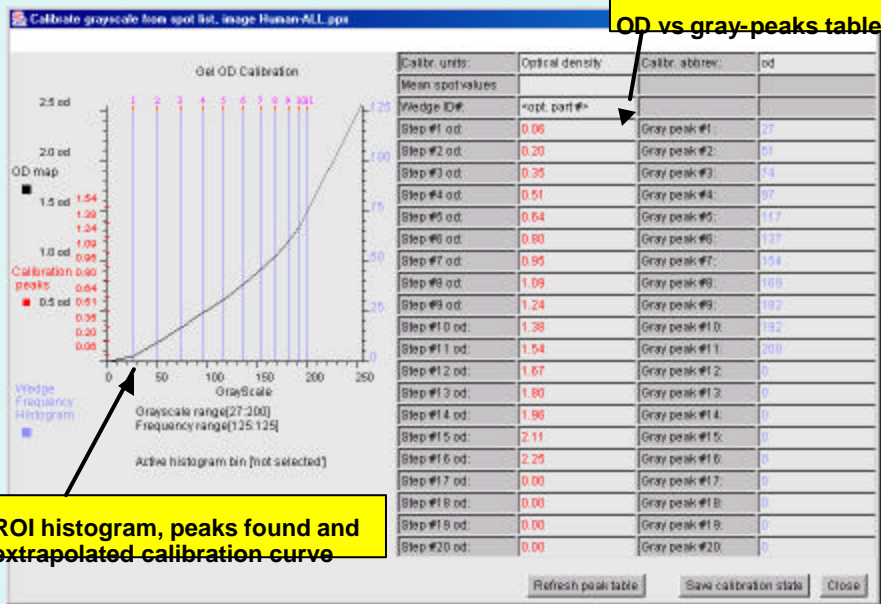 Calibrate grayscale from spot list, image Human-ALL.ppx
OD vs gray-peaks table
Gel OD Calibration
2.5 od
2.0 od
OD map
1.5 od
1.0 od
0.5 od
1.54
1.38
1.24
1.09
0.95
0.80
0.64
0.51
0.35
0.20
0.06
Calibration
peaks
1 2 3 4 5 6 7 8 9 10 11
125
100
75
50
25
0
0 50 100 150 200 250
GrayScale
Wedge
Frequency
Histogram
Grayscale range[27:200]
Frequency range[125:125]
Active histogram bin [not selected]
ROI histogram, peaks found and
extrapolated calibration curve
Calibr. units: Optical density Calibr. abbrev.: od
Mean spot values
Wedge ID#: <opt. part #>
Step #1 od: 0.06 Gray peak #1: 27
Step #2 od: 0.20 Gray peak #2: 51
Step #3 od: 0.35 Gray peak #3: 74
Step #4 od: 0.51 Gray peak #4: 97
Step #5 od: 0.64 Gray peak #5: 117
Step #6 od: 0.80 Gray peak #6: 137
Step #7 od: 0.95 Gray peak #7: 154
Step #8 od: 1.09 Gray peak #8: 169
Step #9 od: 1.24 Gray peak #9: 182
Step #10 od: 1.38 Gray peak #10: 192
Step #11 od: 1.54 Gray peak #11: 200
Step #12 od: 1.67 Gray peak #12: 0
Step #13 od: 1.80 Gray peak #13: 0
Step #14 od: 1.96 Gray peak #14: 0
Step #15 od: 2.11 Gray peak #15: 0
Step #16 od: 2.25 Gray peak #16: 0
Step #17 od: 0.00 Gray peak #17: 0
Step #18 od: 0.00 Gray peak #18: 0
Step #19 od: 0.00 Gray peak #19: 0
Step #20 od: 0.00 Gray peak #20: 0
Refresh peak table Save calibration state Close